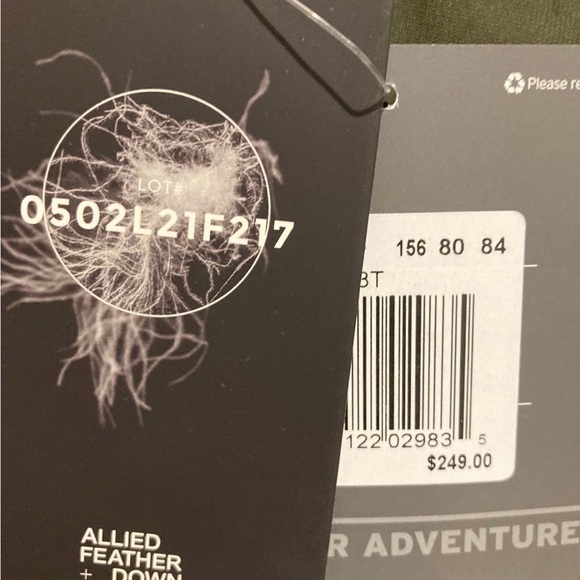 LOT#
0502L21F217
ALLIED
FEATHER
+ DOWN
Please re
156 80 84
BT
122 02983 5
$249.00
R ADVENTURE